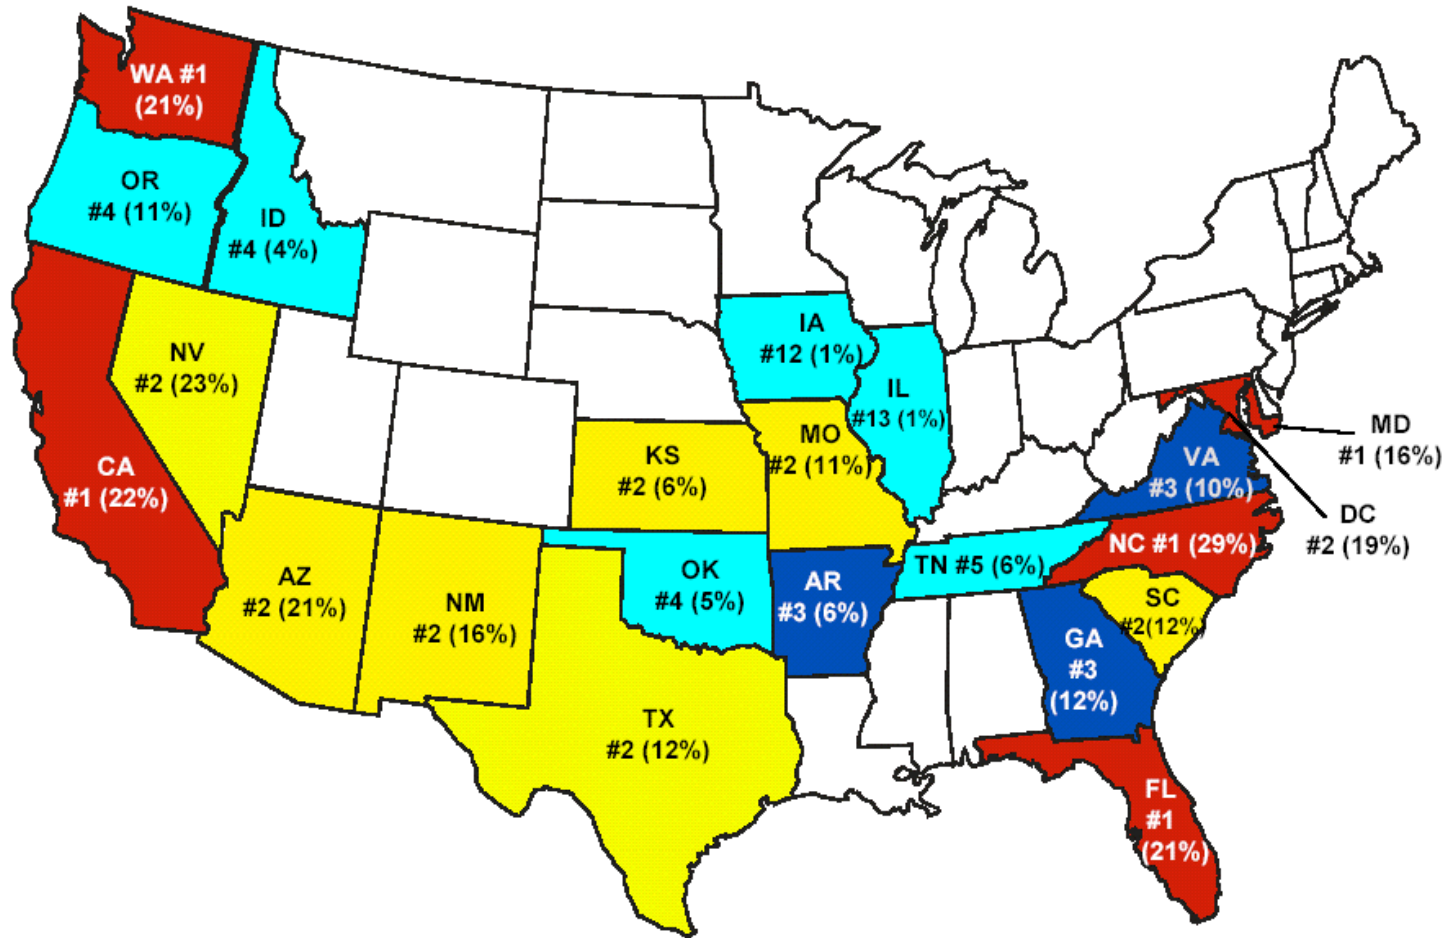 WA #1
(21%)
OR
#4 (11%)
ID
#4 (4%)
NV
#2 (23%)
CA
#1 (22%)
AZ
#2 (21%)
NM
#2 (16%)
TX
#2 (12%)
KS
#2 (6%)
OK
#4 (5%)
IA
#12 (1%)
MO
#2 (11%)
IL
#13 (1%)
AR
#3 (6%)
TN #5 (6%)
MD
#1 (16%)
VA
#3 (10%)
DC
#2 (19%)
NC #1 (29%)
SC
#2(12%)
GA
#3
(12%)
FL
#1
(21%)